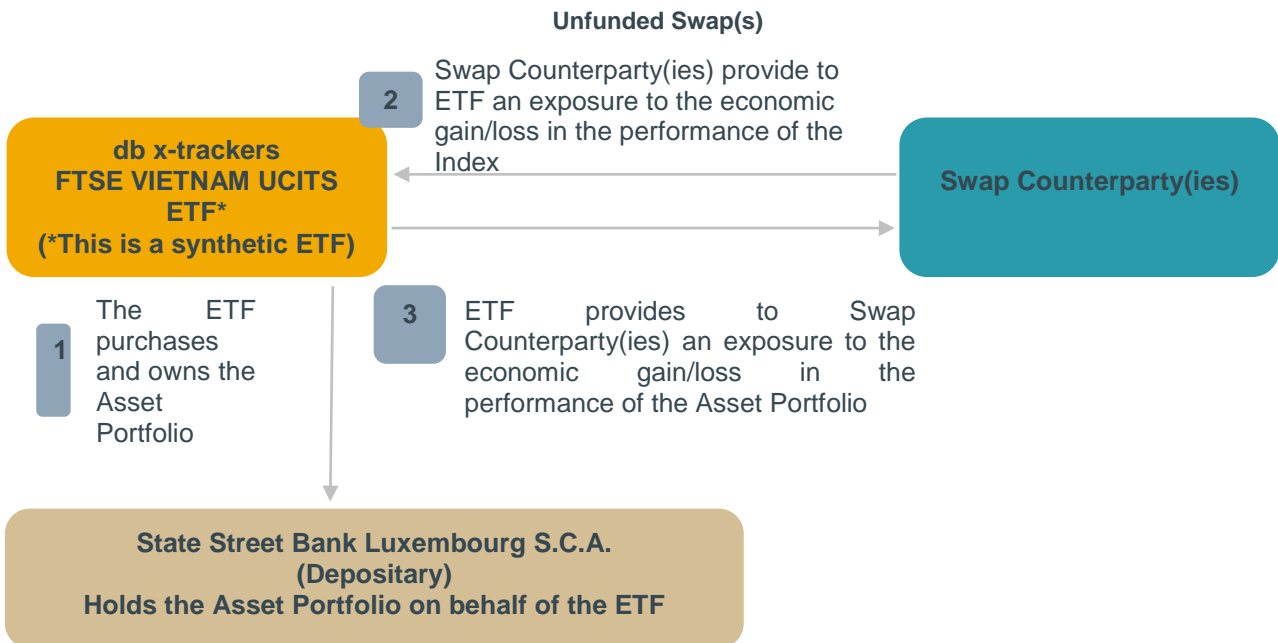 Unfunded Swap(s)
2
Swap Counterparty(ies) provide to
ETF an exposure to the economic
gain/loss in the performance of the
Index
db x-trackers
FTSE VIETNAM UCITS
ETF*
(*This is a synthetic ETF)
Swap Counterparty(ies)
1
The ETF
purchases
and owns the
Asset
Portfolio
3
ETF provides to Swap
Counterparty(ies) an exposure to the
economic gain/loss in the
performance of the Asset Portfolio
State Street Bank Luxembourg S.C.A.
(Depositary)
Holds the Asset Portfolio on behalf of the ETF